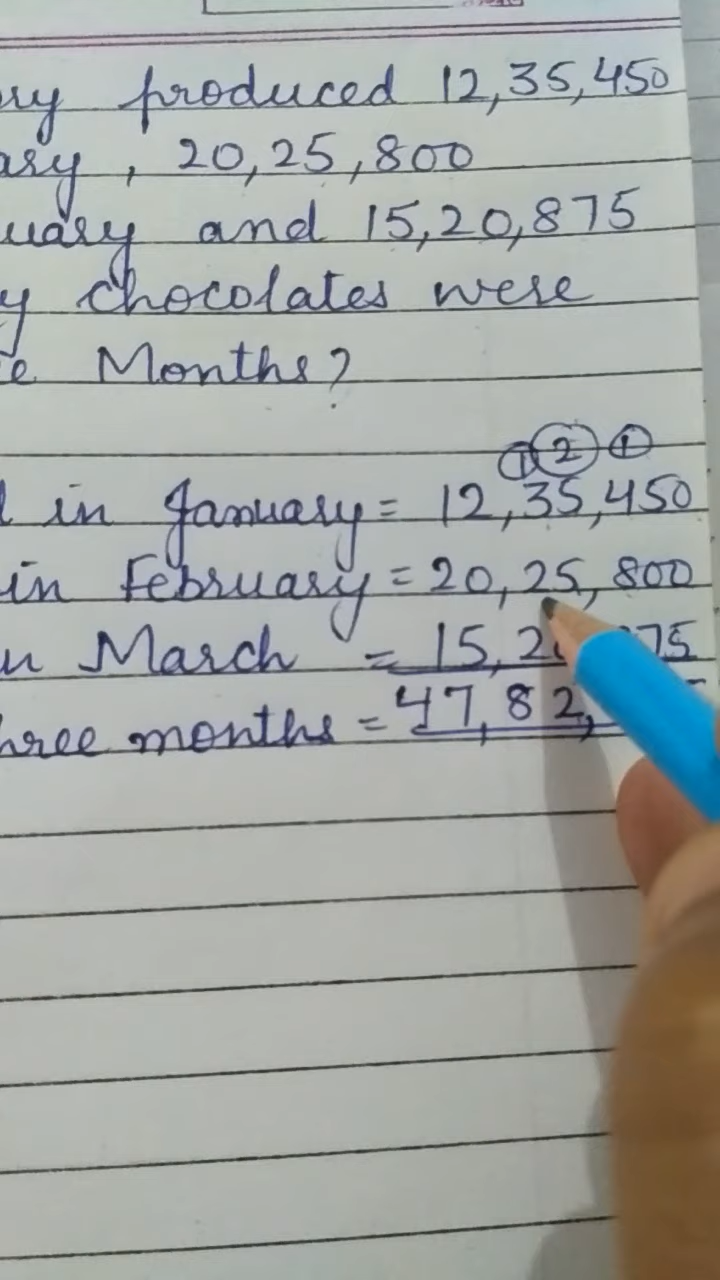 ry produced 12,35,450
ary, 20,25,800
uary and 15,20,875
y chocolates were
e Months?
1 2 1
l in January = 12,35,450
in February = 20,25,800
n March = 15,2 75
hree months = 47,82,